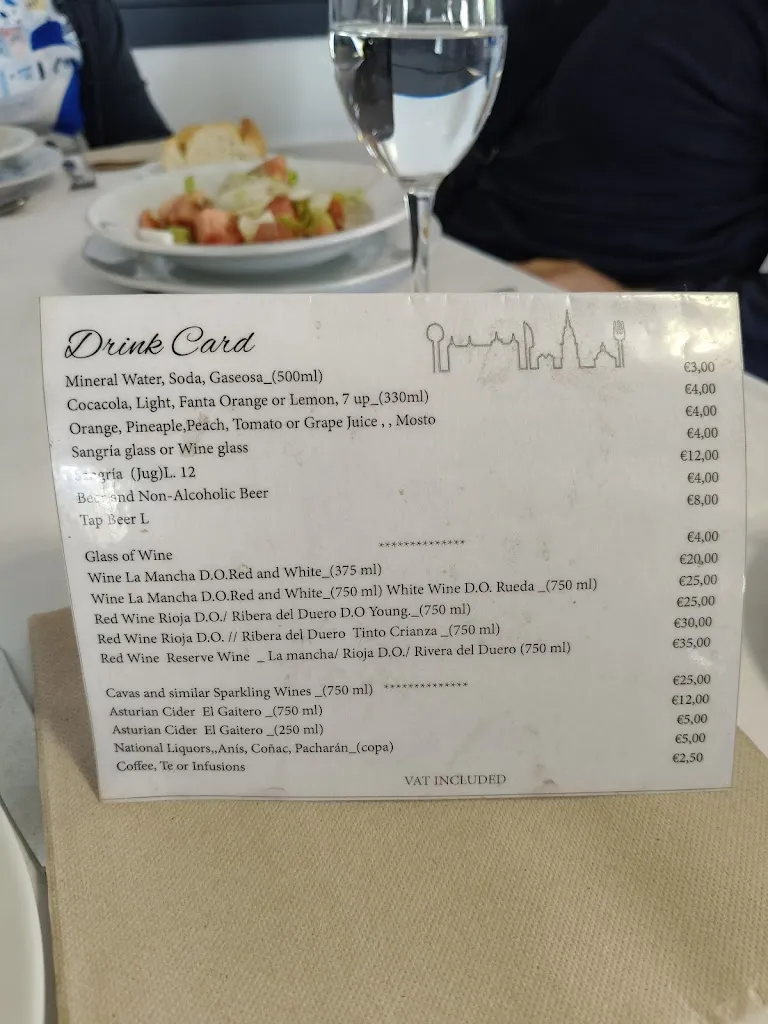 Drink Card
Mineral Water, Soda, Gaseosa_(500ml) €3,00
Cocacola, Light, Fanta Orange or Lemon, 7 up_(330ml) €4,00
Orange, Pineaple,Peach, Tomato or Grape Juice , , Mosto €4,00
Sangria glass or Wine glass €4,00
Sangría (Jug)L. 12 €12,00
Beer and Non-Alcoholic Beer €4,00
Tap Beer L €8,00
**************
Glass of Wine €4,00
Wine La Mancha D.O.Red and White_(375 ml) €20,00
Wine La Mancha D.O.Red and White_(750 ml) White Wine D.O. Rueda _(750 ml) €25,00
Red Wine Rioja D.O./ Ribera del Duero D.O Young._(750 ml) €25,00
Red Wine Rioja D.O. // Ribera del Duero Tinto Crianza _(750 ml) €30,00
Red Wine Reserve Wine _ La mancha/ Rioja D.O./ Rivera del Duero (750 ml) €35,00
**************
Cavas and similar Sparkling Wines _(750 ml) €25,00
Asturian Cider El Gaitero _(750 ml) €12,00
Asturian Cider El Gaitero _(250 ml) €5,00
National Liquors,,Anís, Coñac, Pacharán_(copa) €5,00
Coffee, Te or Infusions €2,50
VAT INCLUDED